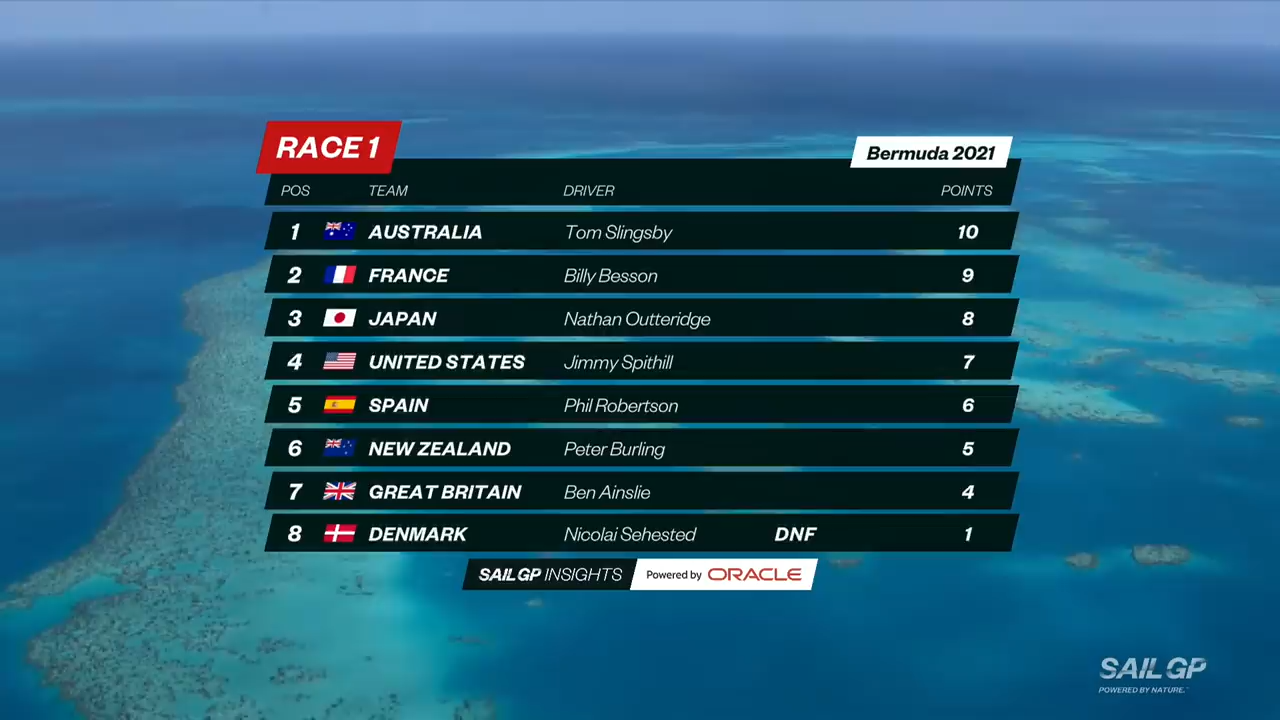 RACE 1
Bermuda 2021
POS TEAM DRIVER POINTS
1 AUSTRALIA Tom Slingsby 10
2 FRANCE Billy Besson 9
3 JAPAN Nathan Outteridge 8
4 UNITED STATES Jimmy Spithill 7
5 SPAIN Phil Robertson 6
6 NEW ZEALAND Peter Burling 5
7 GREAT BRITAIN Ben Ainslie 4
8 DENMARK Nicolai Sehested DNF 1
SAIL GP INSIGHTS Powered by ORACLE
SAIL GP
POWERED BY NATURE.